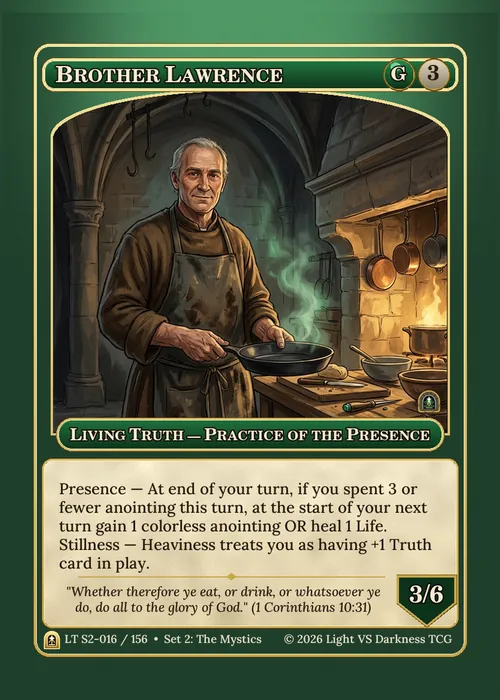 BROTHER LAWRENCE
G 3
LIVING TRUTH — PRACTICE OF THE PRESENCE
Presence — At end of your turn, if you spent 3 or
fewer anointing this turn, at the start of your next
turn gain 1 colorless anointing OR heal 1 Life.
Stillness — Heaviness treats you as having +1 Truth
card in play.
"Whether therefore ye eat, or drink, or whatsoever ye
do, do all to the glory of God." (1 Corinthians 10:31)
3/6
LT S2-016 / 156 • Set 2: The Mystics © 2026 Light VS Darkness TCG